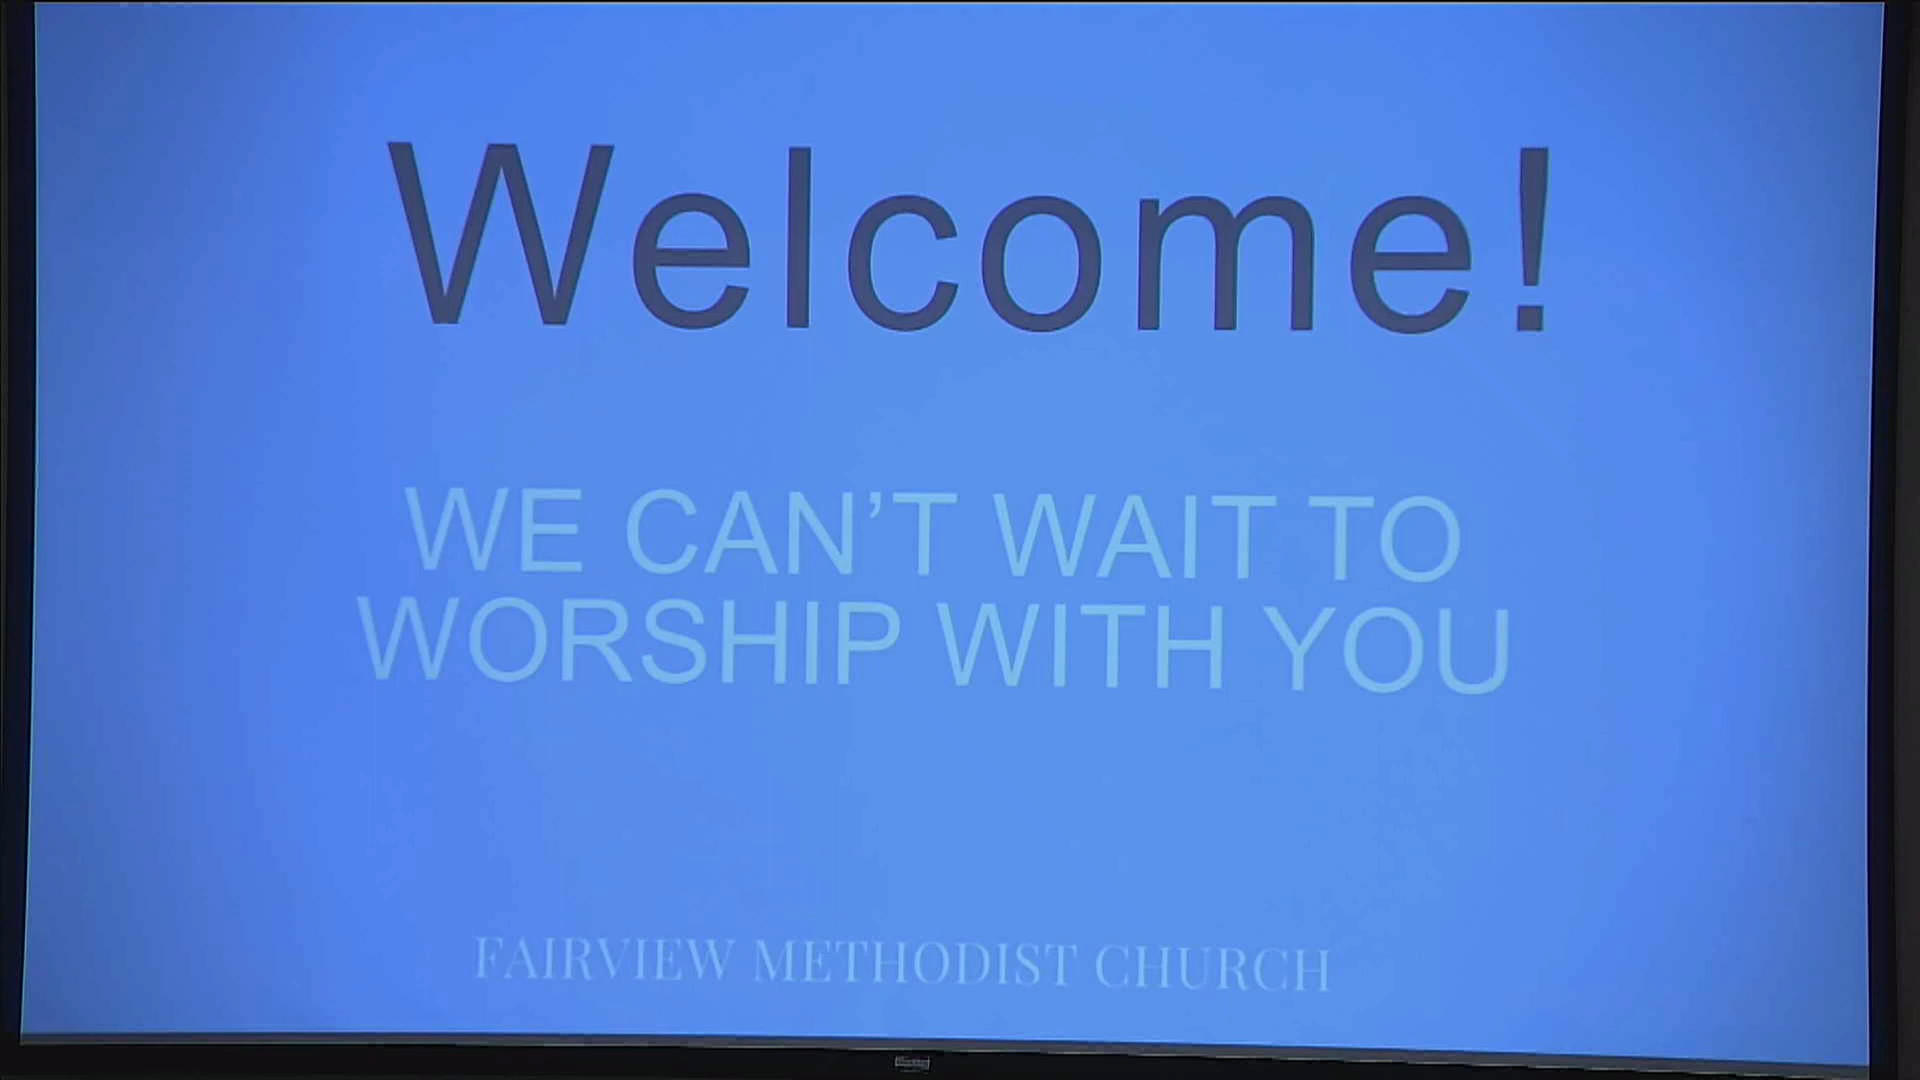 Welcome!
WE CAN’T WAIT TO
WORSHIP WITH YOU
FAIRVIEW METHODIST CHURCH